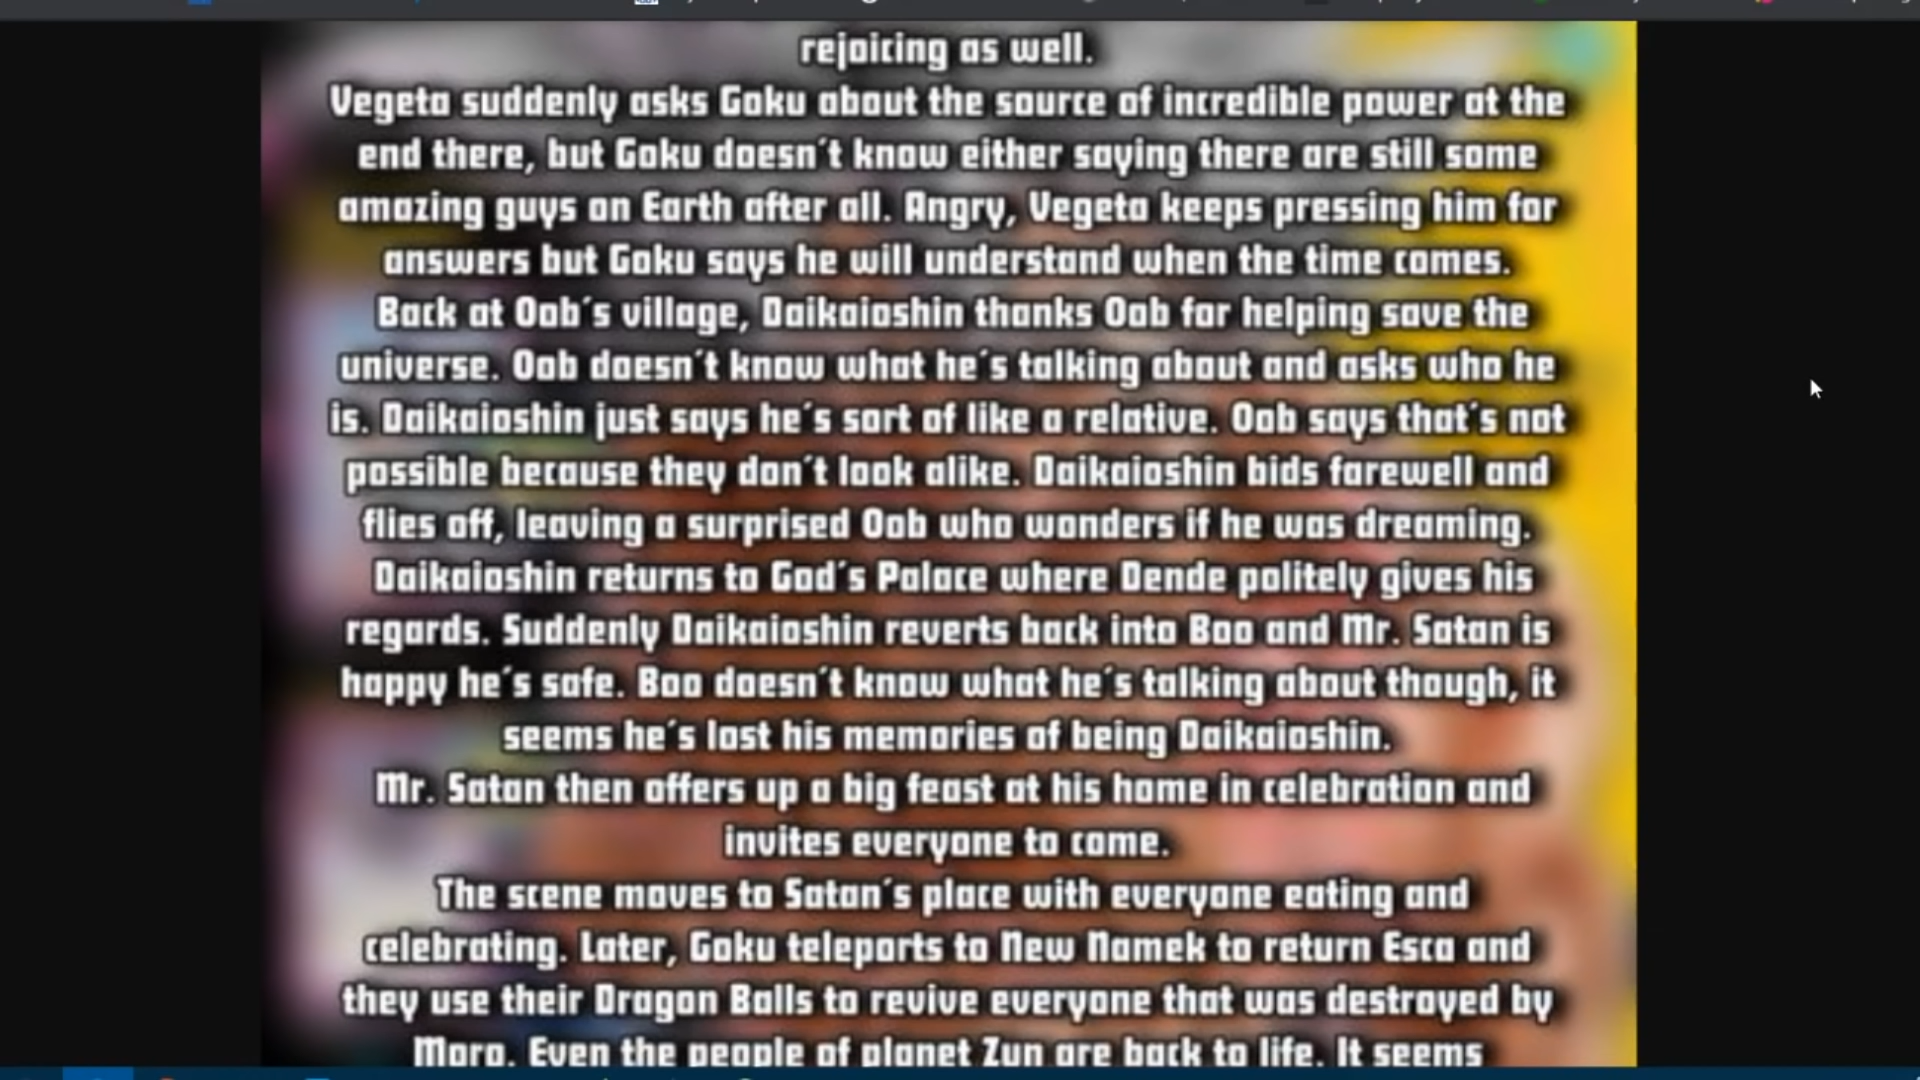 rejoicing as well.
Vegeta suddenly asks Goku about the source of incredible power at the
end there, but Goku doesn't know either saying there are still some
amazing guys on Earth after all. Angry, Vegeta keeps pressing him for
answers but Goku says he will understand when the time comes.
Back at Oob's village, Daikaioshin thanks Oob for helping save the
universe. Oob doesn't know what he's talking about and asks who he
is. Daikaioshin just says he's sort of like a relative. Oob says that's not
possible because they don't look alike. Daikaioshin bids farewell and
flies off, leaving a surprised Oob who wonders if he was dreaming.
Daikaioshin returns to God's Palace where Dende politely gives his
regards. Suddenly Daikaioshin reverts back into Boo and Mr. Satan is
happy he's safe. Boo doesn't know what he's talking about though, it
seems he's lost his memories of being Daikaioshin.
Mr. Satan then offers up a big feast at his home in celebration and
invites everyone to come.
The scene moves to Satan's place with everyone eating and
celebrating. Later, Goku teleports to New Namek to return Esca and
they use their Dragon Balls to revive everyone that was destroyed by
Moro. Even the people of planet Zun are back to life. It seems